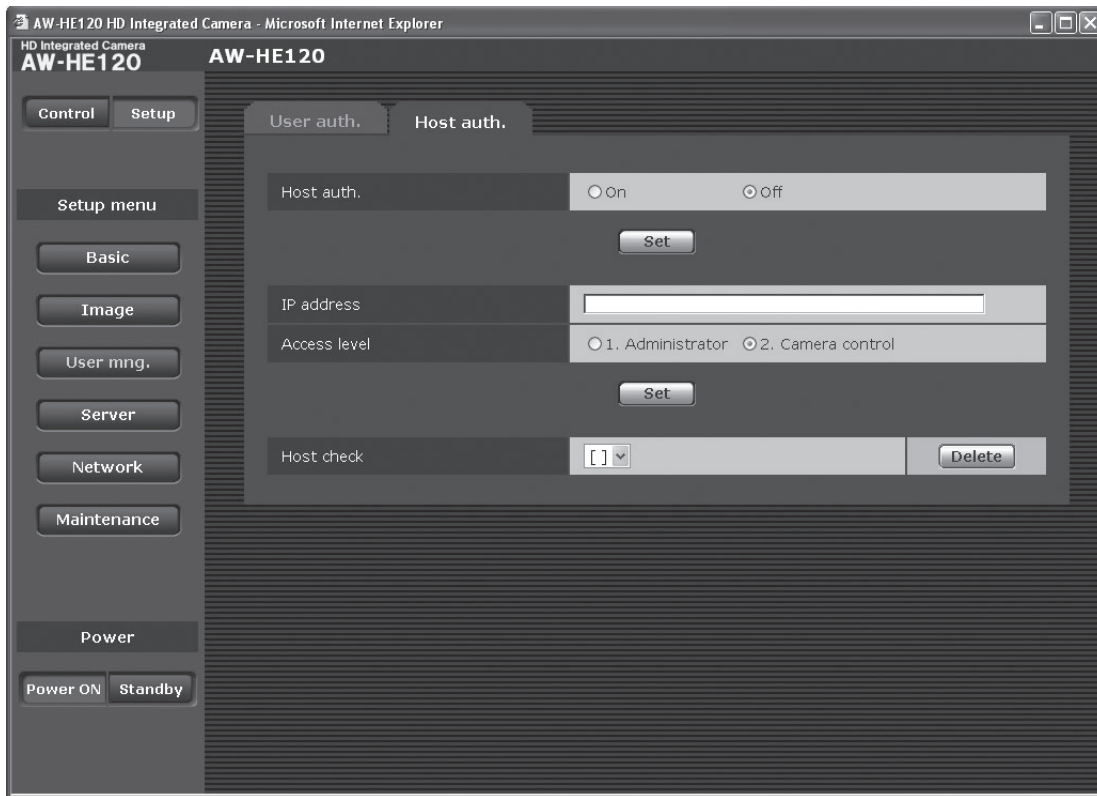 AW-HE120 HD Integrated Camera - Microsoft Internet Explorer
HD Integrated Camera
AW-HE120
AW-HE120
Control Setup
Setup menu
Basic
Image
User mng.
Server
Network
Maintenance
Power
Power ON Standby
User auth. Host auth.
Host auth. On Off
Set
IP address
Access level 1. Administrator 2. Camera control
Set
Host check [ ] Delete